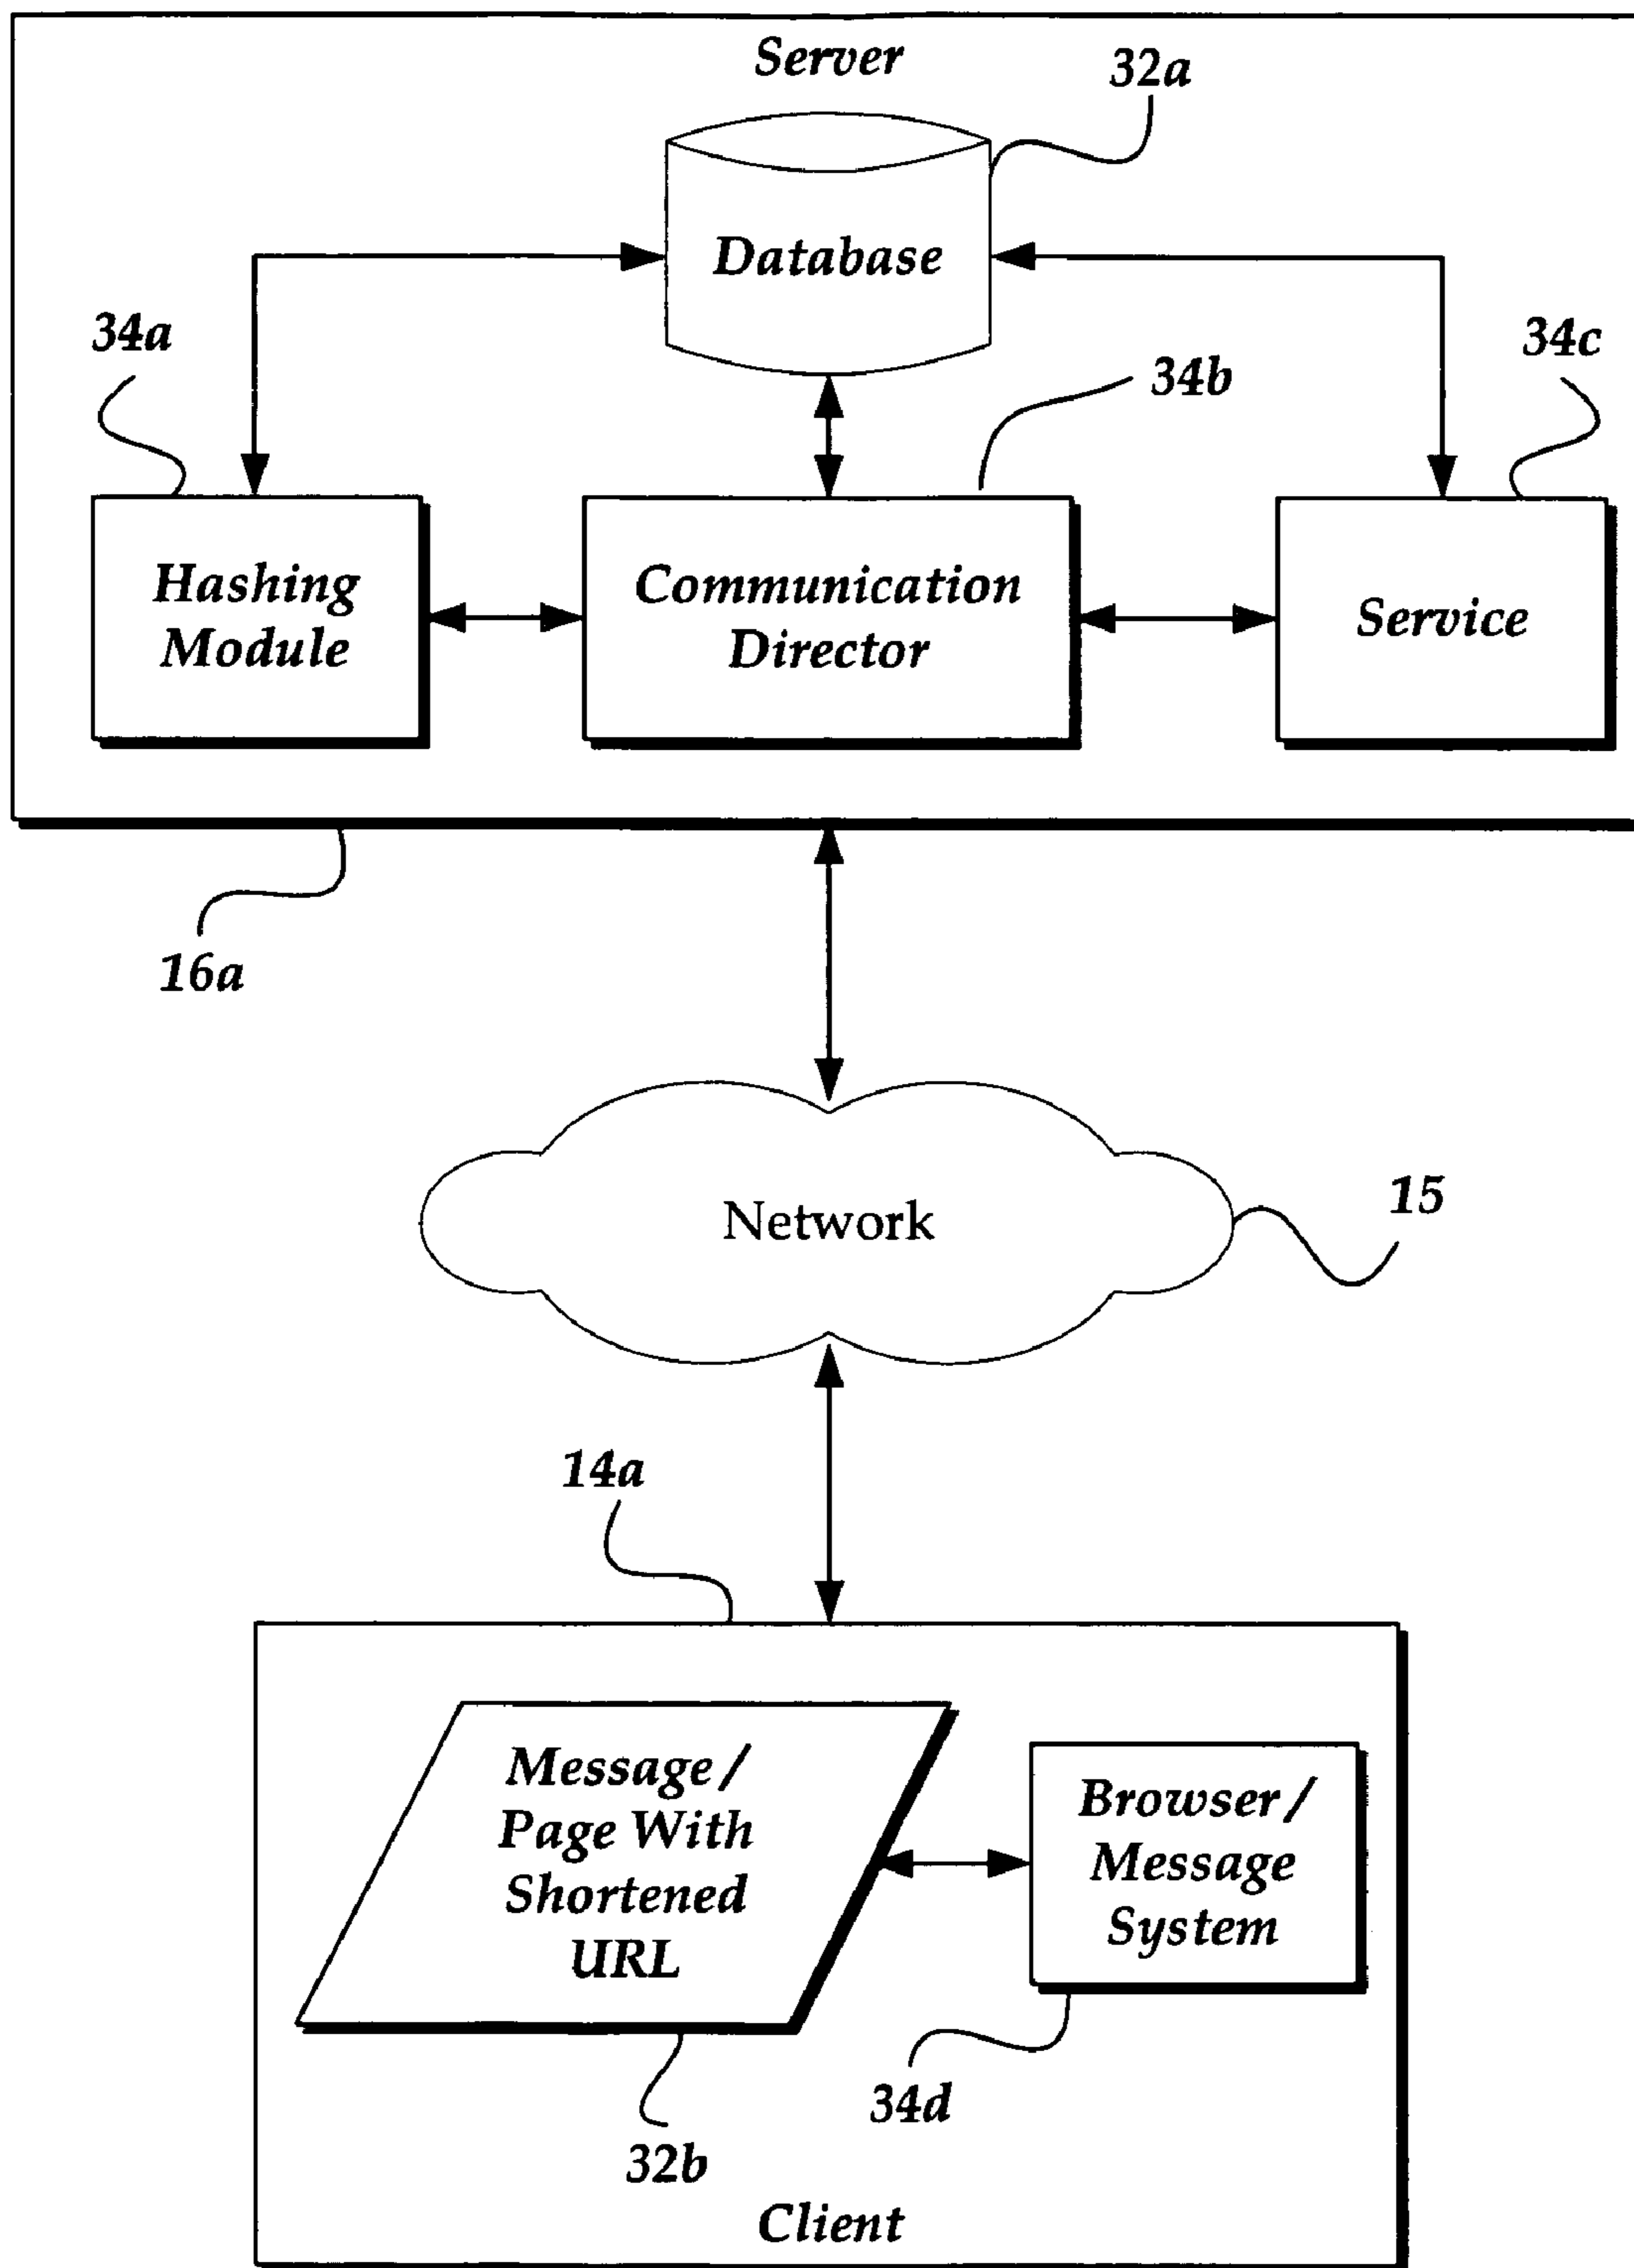 Server
32a
Database
34a
34b
34c
Hashing
Module
Communication
Director
Service
16a
Network
15
14a
Message/
Page With
Shortened
URL
Browser/
Message
System
34d
32b
Client